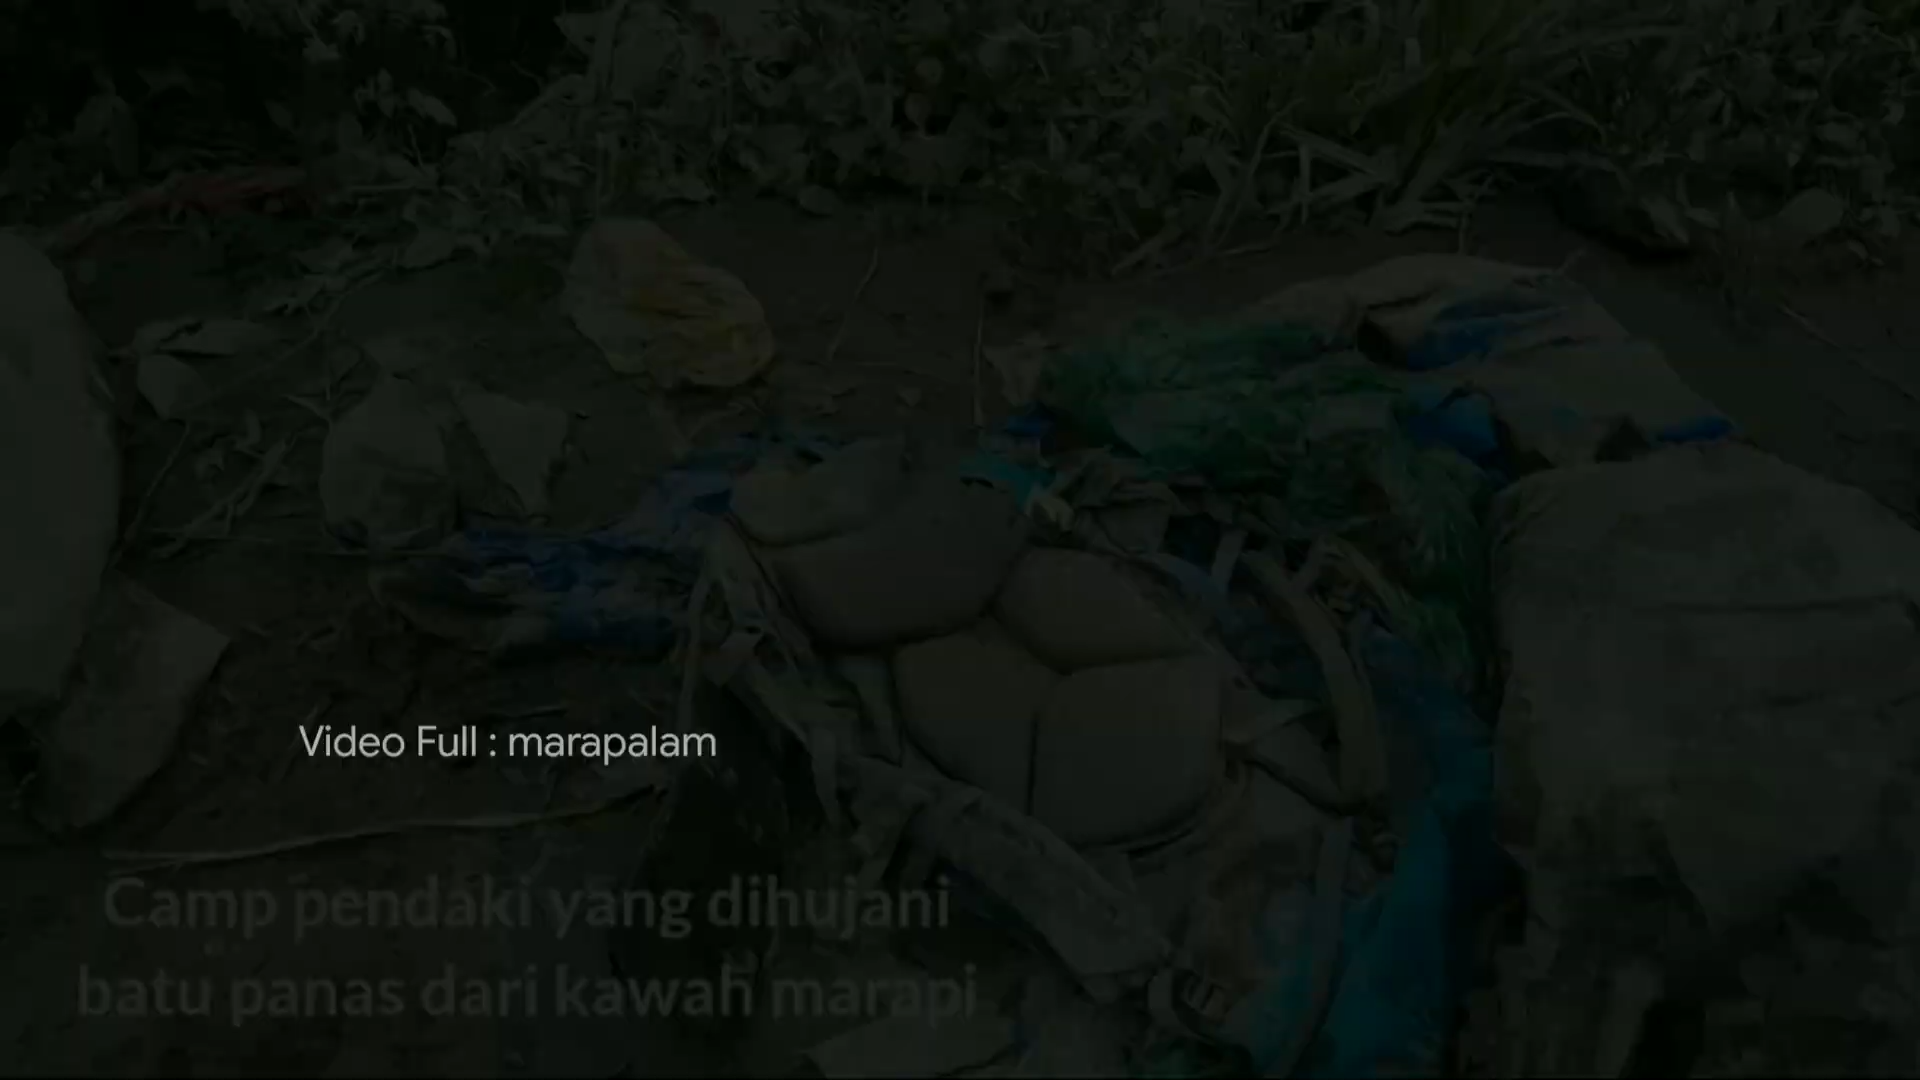 Video Full : marapalam
Camp pendaki yang dihujani
batu panas dari kawah marapi